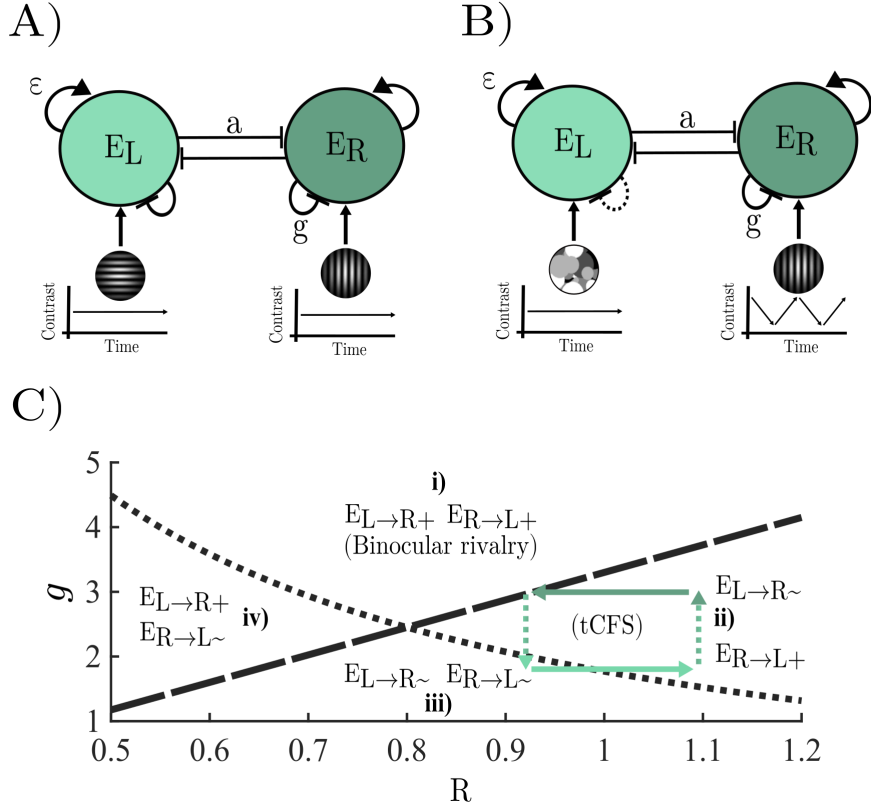 A)
B)
ε
a
E_L
E_R
g
Contrast
Time
Contrast
Time
ε
a
E_L
E_R
g
Contrast
Time
Contrast
Time
C)
g
5
4
3
2
1
i)
E_L→R+ E_R→L+
(Binocular rivalry)
E_L→R+
E_R→L~
iv)
E_L→R~
ii)
(tCFS)
E_R→L+
E_L→R~ E_R→L~
iii)
0.5 0.6 0.7 0.8 0.9 1 1.1 1.2
R